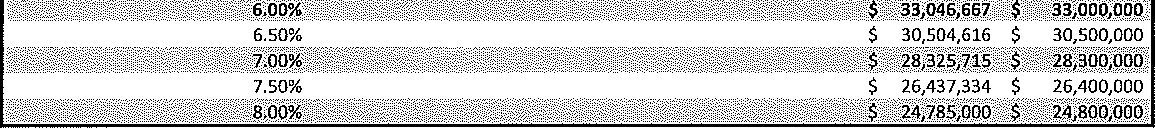 6.00% $ 33,046,667 $ 33,000,000
6.50% $ 30,504,616 $ 30,500,000
7.00% $ 28,325,715 $ 28,300,000
7.50% $ 26,437,334 $ 26,400,000
8.00% $ 24,785,000 $ 24,800,000